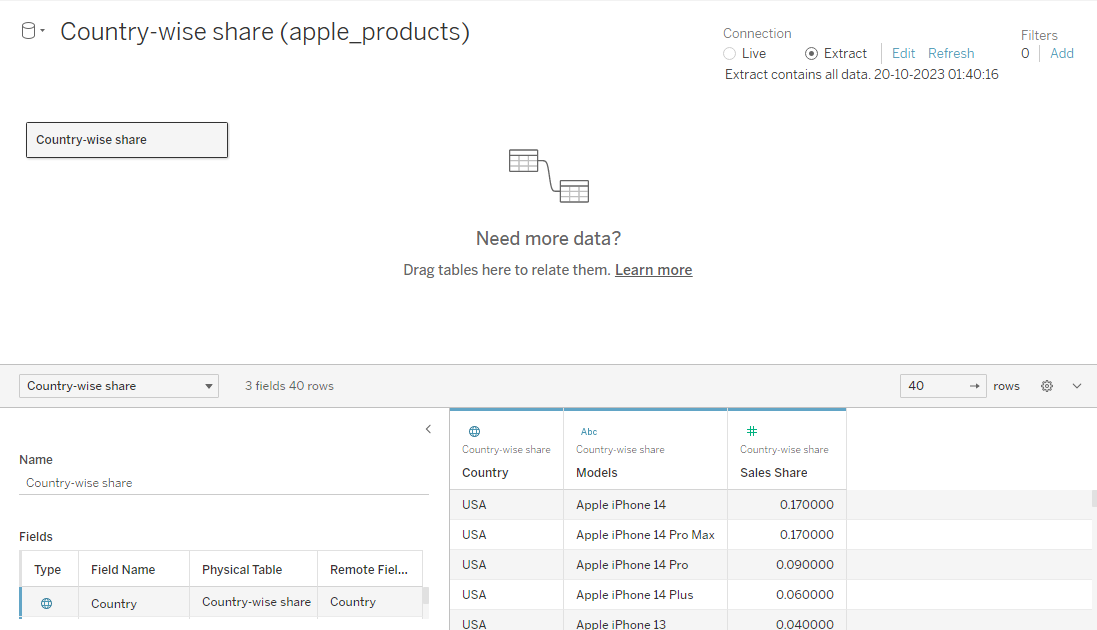 Country-wise share (apple_products)
Connection
Live
Extract
Edit
Refresh
Extract contains all data. 20-10-2023 01:40:16
Filters
0
Add
Country-wise share
Need more data?
Drag tables here to relate them. Learn more
Country-wise share
3 fields 40 rows
40 → rows
Name
Country-wise share
Fields
Type Field Name Physical Table Remote Fiel...
Country Country-wise share Country
Abc
Country-wise share Country-wise share Country-wise share
Country Models Sales Share
USA Apple iPhone 14 0.170000
USA Apple iPhone 14 Pro Max 0.170000
USA Apple iPhone 14 Pro 0.090000
USA Apple iPhone 14 Plus 0.060000
USA Apple iPhone 13 0.040000